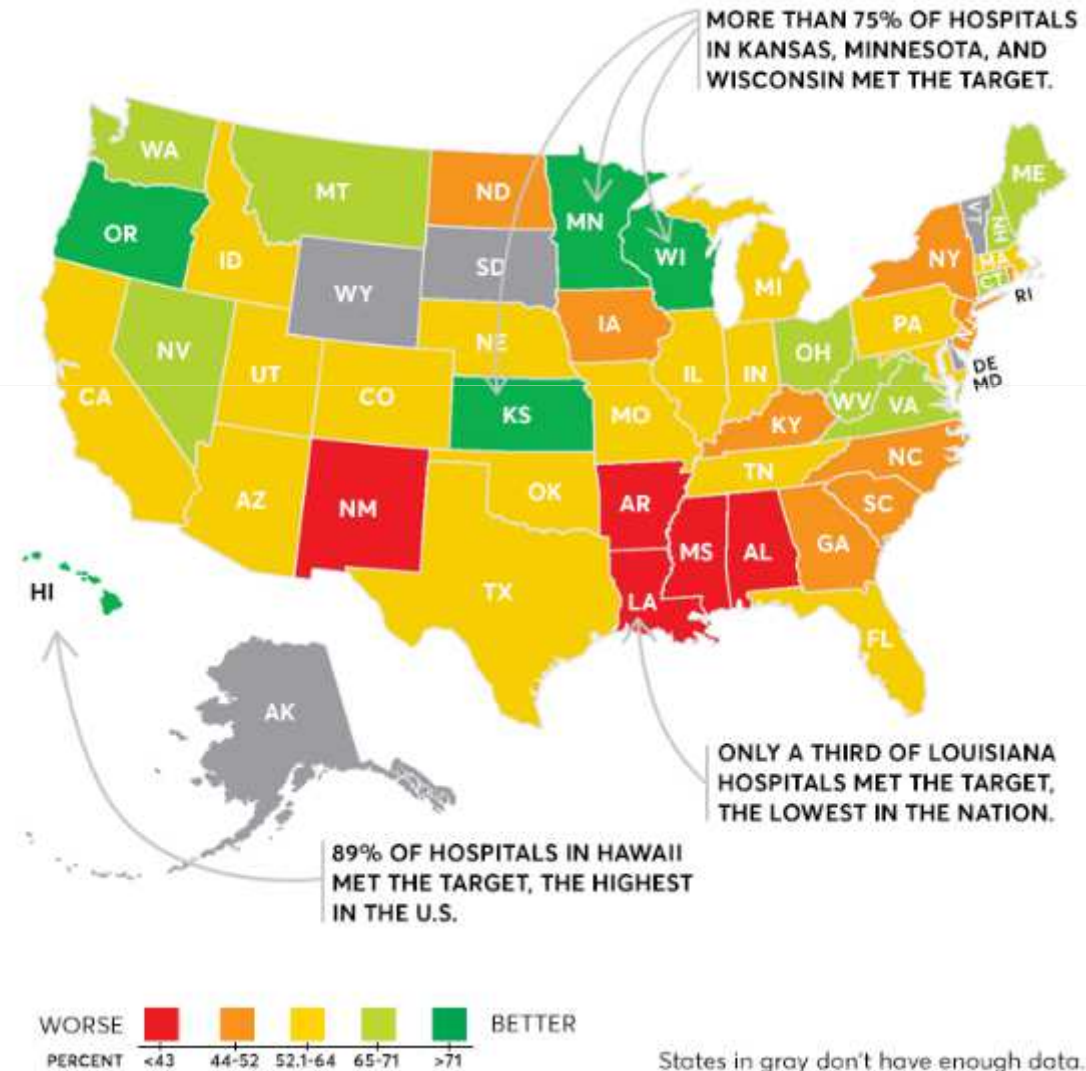 MORE THAN 75% OF HOSPITALS
IN KANSAS, MINNESOTA, AND
WISCONSIN MET THE TARGET.
WA
MT
ND
MN
OR
ID
WY
SD
WI
MI
ME
VT
NH
NY
MA
CT
RI
NV
UT
CO
NE
IA
IL
IN
OH
PA
NJ
DE
MD
CA
KS
MO
KY
WV
VA
AZ
NM
OK
AR
TN
NC
SC
TX
LA
MS
AL
GA
FL
HI
AK
ONLY A THIRD OF LOUISIANA
HOSPITALS MET THE TARGET,
THE LOWEST IN THE NATION.
89% OF HOSPITALS IN HAWAII
MET THE TARGET, THE HIGHEST
IN THE U.S.
WORSE BETTER
PERCENT <43 44-52 52.1-64 65-71 >71
States in gray don't have enough data.